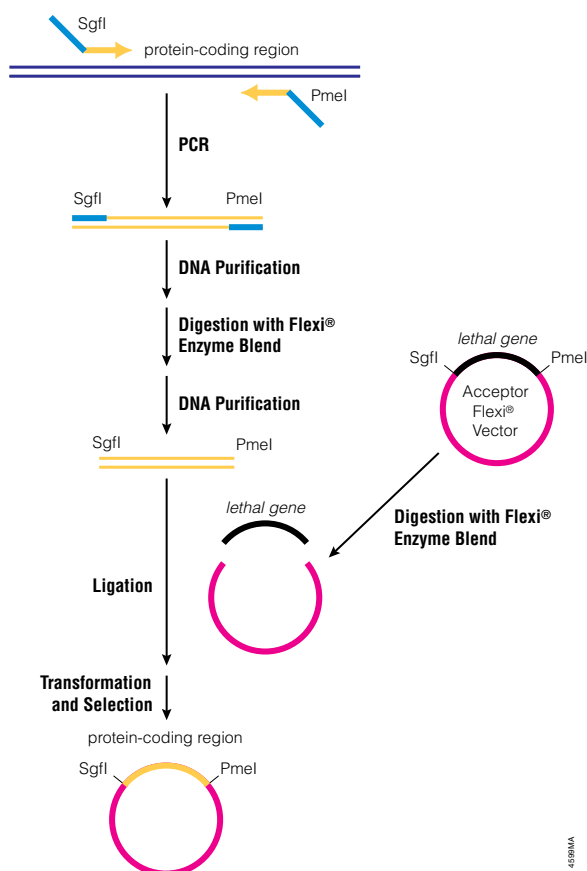 SgfI
protein-coding region
PmeI
PCR
SgfI
PmeI
DNA Purification
Digestion with Flexi®
Enzyme Blend
DNA Purification
SgfI
PmeI
lethal gene
SgfI
PmeI
Acceptor
Flexi®
Vector
Digestion with Flexi®
Enzyme Blend
lethal gene
Ligation
Transformation
and Selection
protein-coding region
SgfI
PmeI
4599MA